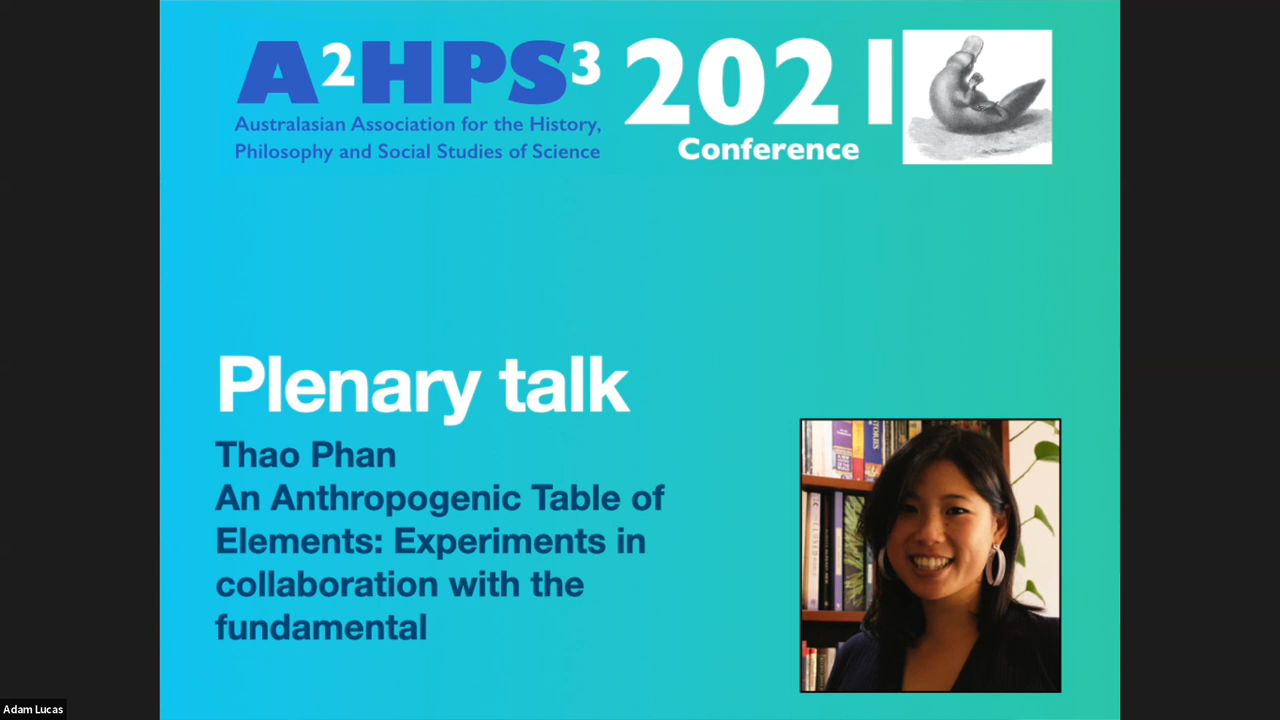 A2HPS3 2021
Australasian Association for the History,
Philosophy and Social Studies of Science
Conference
Plenary talk
Thao Phan
An Anthropogenic Table of
Elements: Experiments in
collaboration with the
fundamental
Adam Lucas